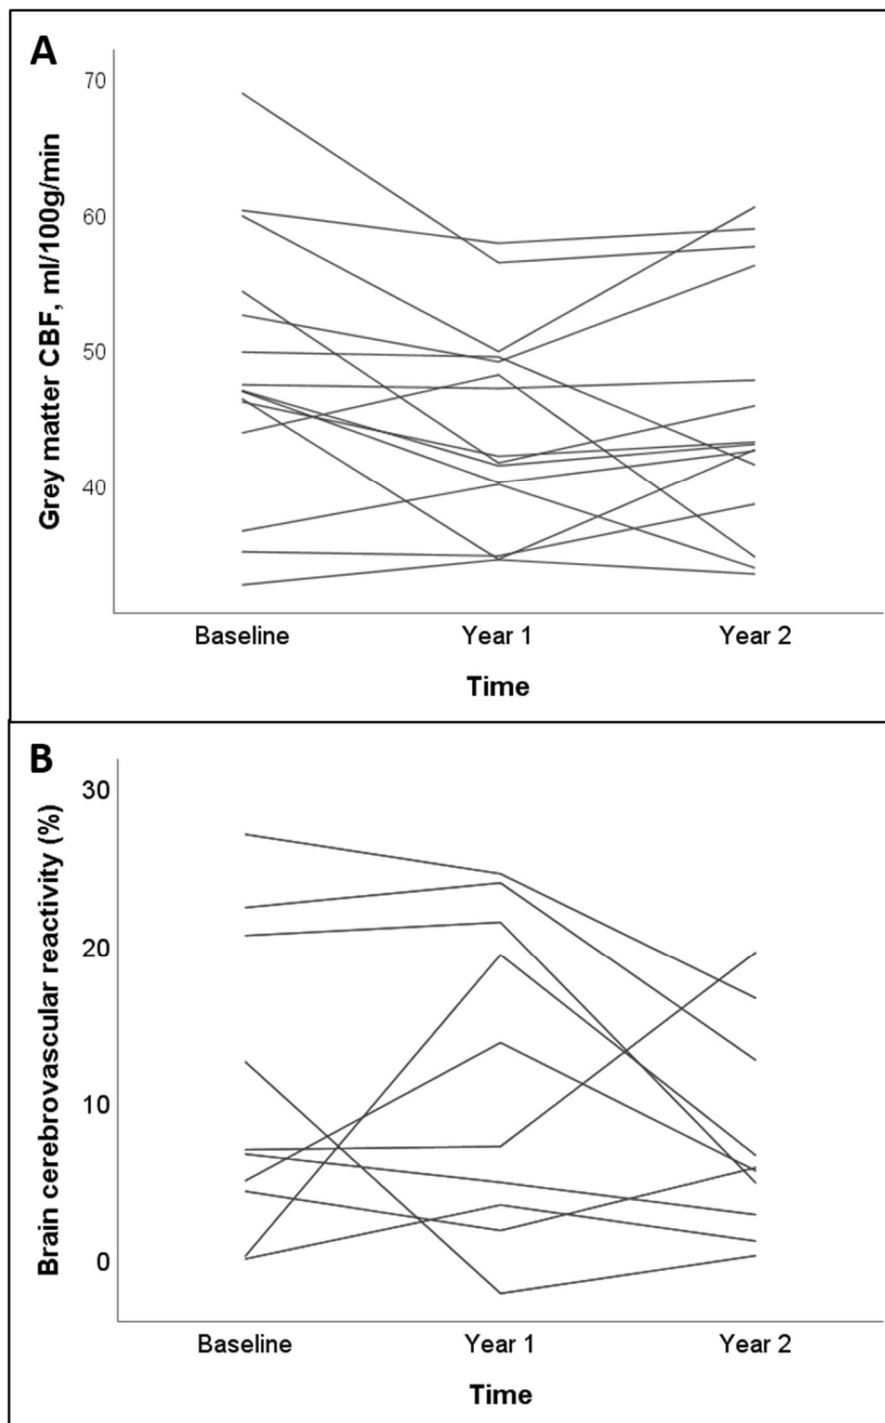 A
Grey matter CBF, ml/100g/min
70
60
50
40
Baseline Year 1 Year 2
Time
B
Brain cerebrovascular reactivity (%)
30
20
10
0
Baseline Year 1 Year 2
Time